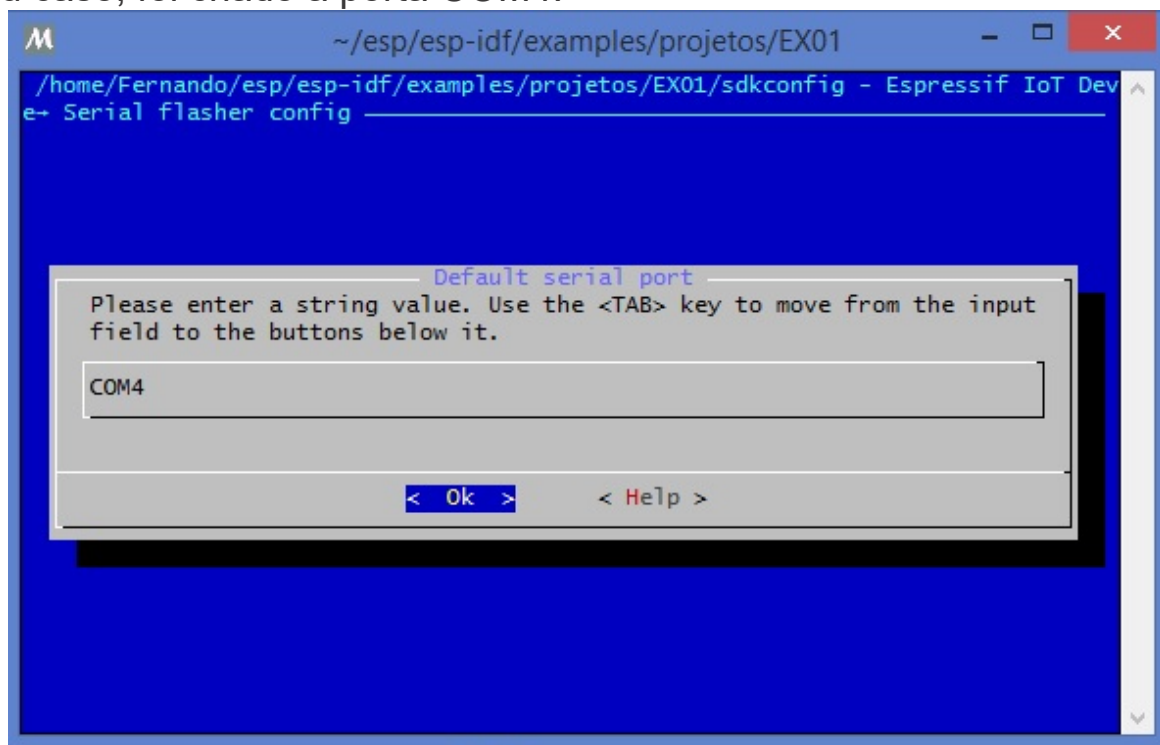 M
~/esp/esp-idf/examples/projetos/EX01
/home/Fernando/esp/esp-idf/examples/projetos/EX01/sdkconfig - Espressif IoT Dev
e→ Serial flasher config
Default serial port
Please enter a string value. Use the <TAB> key to move from the input
field to the buttons below it.
COM4
< Ok > < Help >